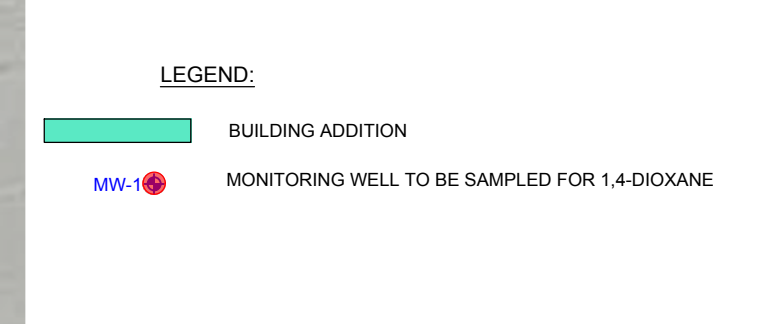 LEGEND:
BUILDING ADDITION
MW-1 MONITORING WELL TO BE SAMPLED FOR 1,4-DIOXANE